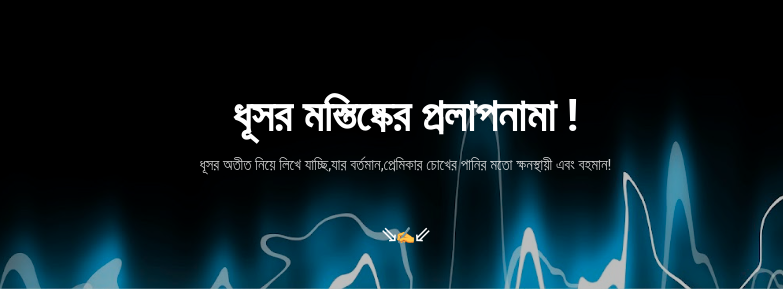 ধূসর মস্তিষ্কের প্রলাপনামা !
ধূসর অতীত নিয়ে লিখে যাচ্ছি,যার বর্তমান,প্রেমিকার চোখের পানির মতো ক্ষনস্থায়ী এবং বহমান!
⇘✍⇙